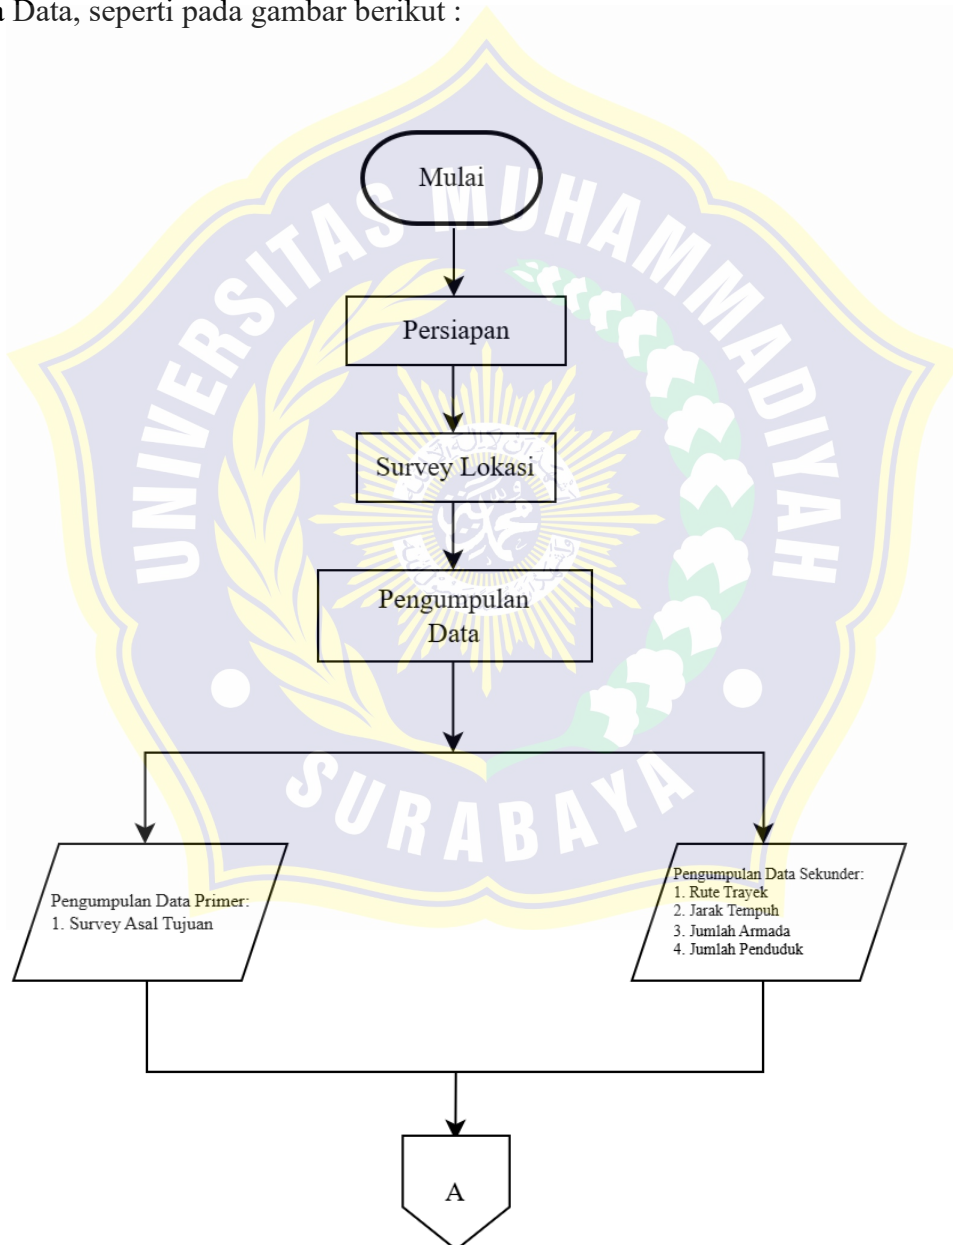 a Data, seperti pada gambar berikut :
Mulai
UNIVERSITAS MUHAMMADIYAH
Persiapan
Survey Lokasi
Pengumpulan
Data
SURABAYA
Pengumpulan Data Primer:
1. Survey Asal Tujuan
Pengumpulan Data Sekunder:
1. Rute Trayek
2. Jarak Tempuh
3. Jumlah Armada
4. Jumlah Penduduk
A